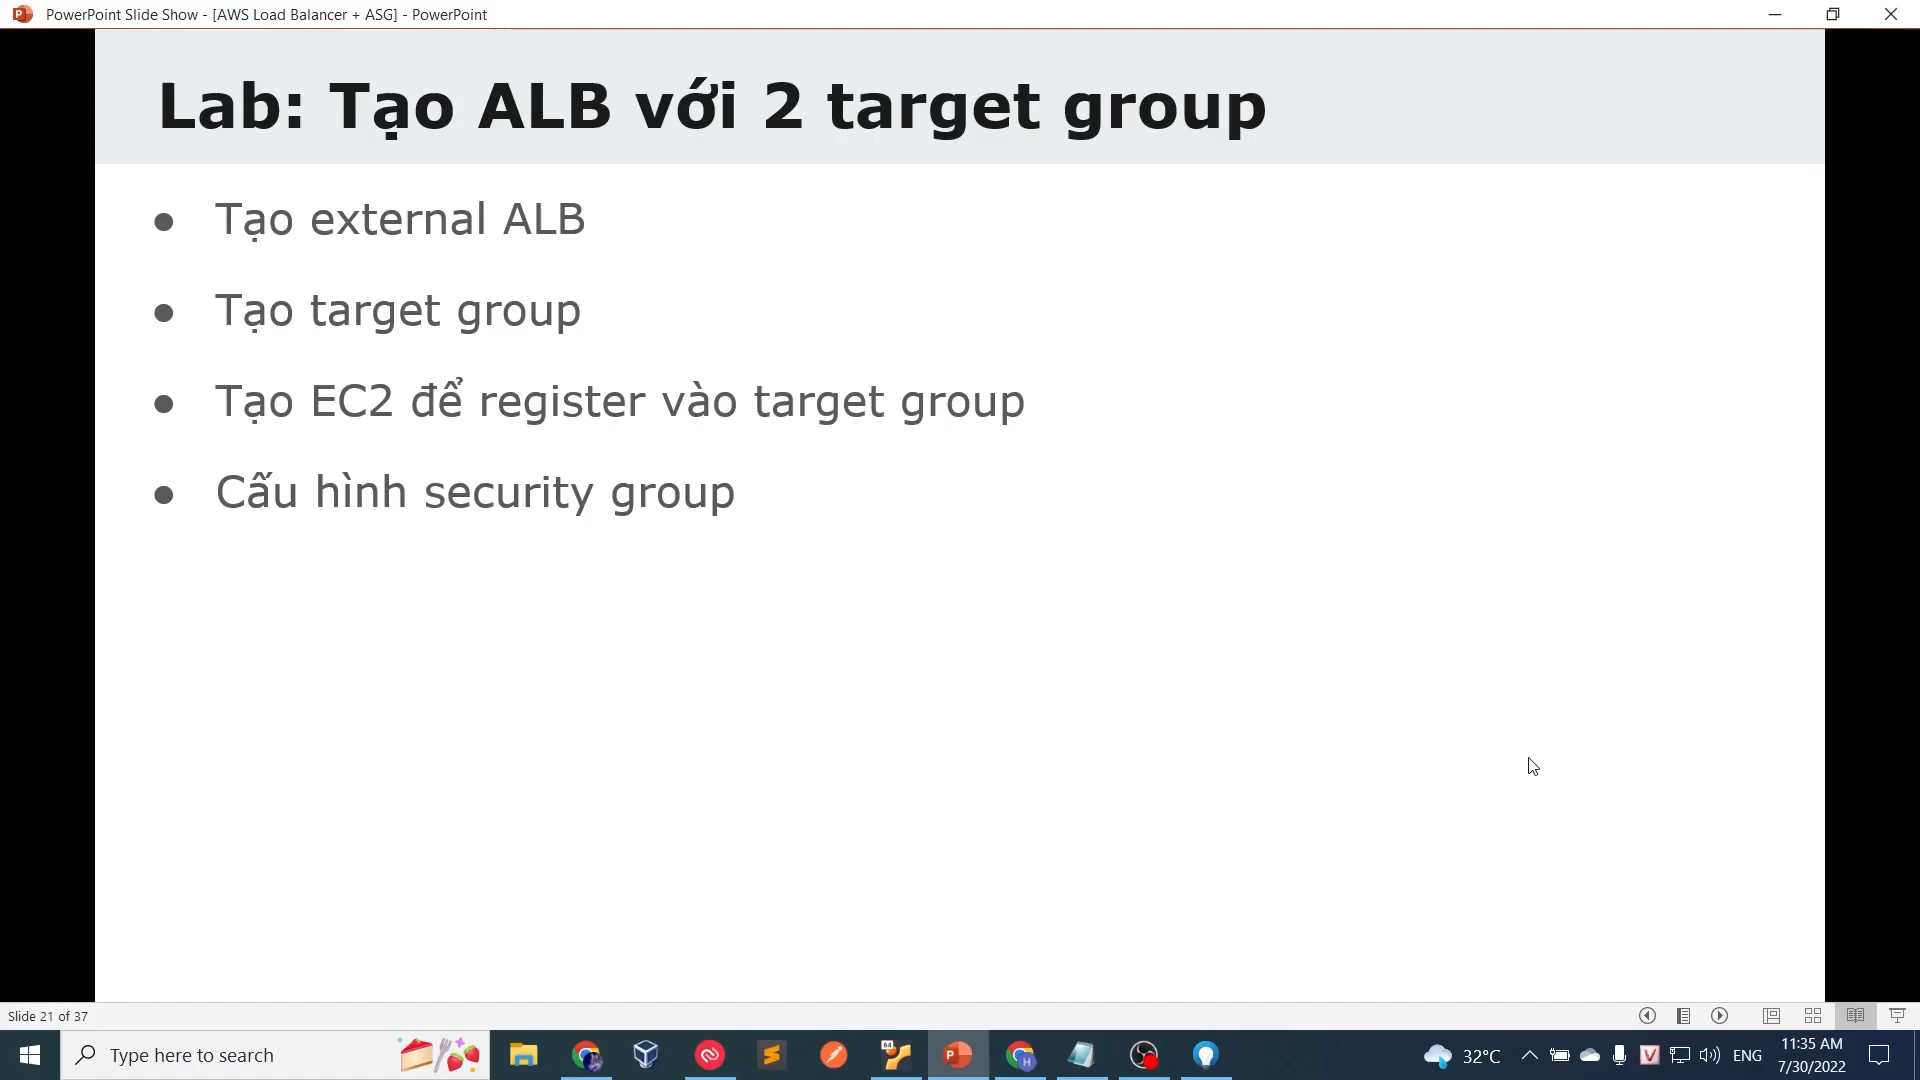 PowerPoint Slide Show - [AWS Load Balancer + ASG] - PowerPoint
Lab: Tạo ALB với 2 target group
● Tạo external ALB
● Tạo target group
● Tạo EC2 để register vào target group
● Cấu hình security group
Slide 21 of 37
Type here to search
64
H
32°C
V
ENG
11:35 AM
7/30/2022